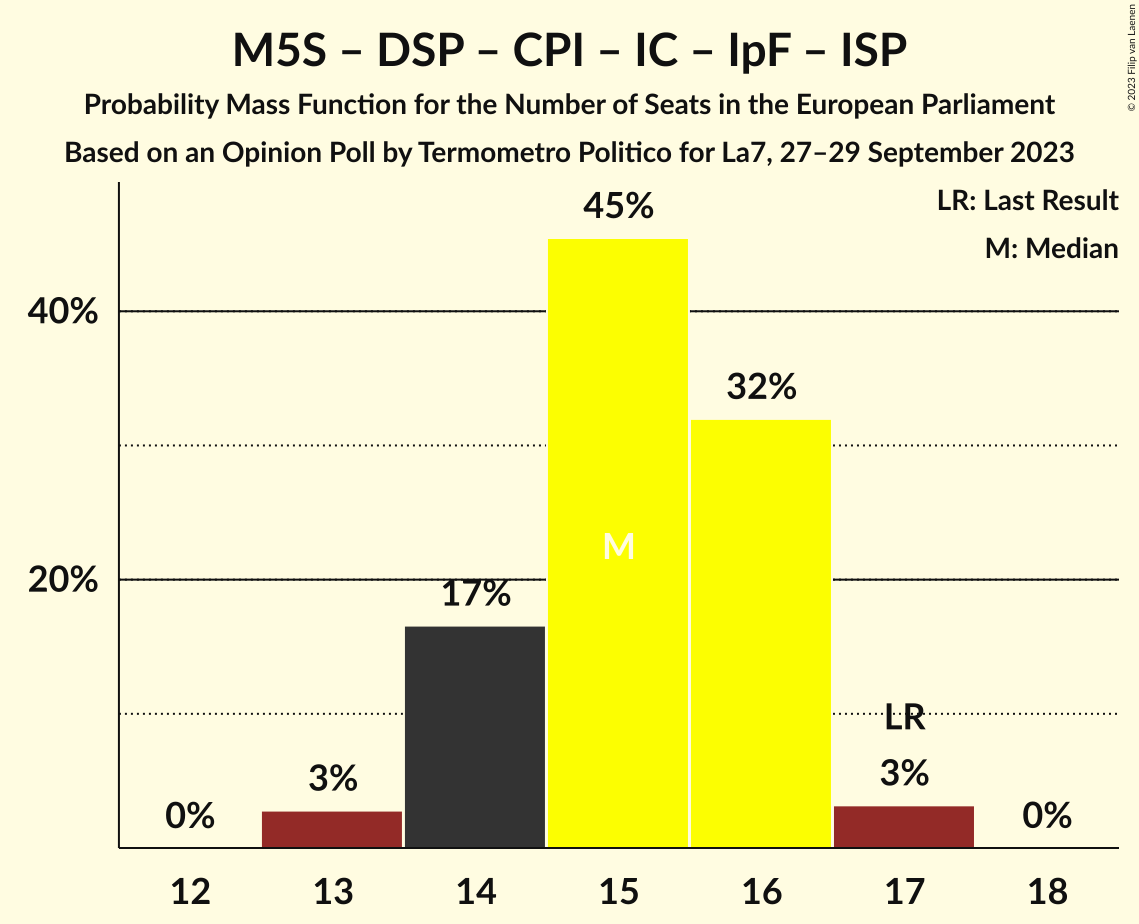 M5S – DSP – CPI – IC – IpF – ISP
Probability Mass Function for the Number of Seats in the European Parliament
Based on an Opinion Poll by Termometro Politico for La7, 27–29 September 2023
© 2023 Filip van Laenen
LR: Last Result
M: Median
40%
20%
0%
3%
17%
45%
M
32%
LR
3%
0%
12 13 14 15 16 17 18